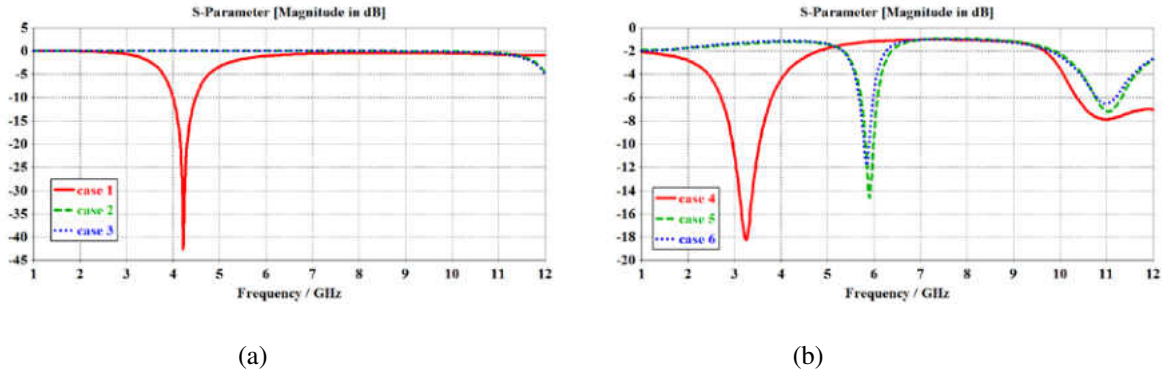 S-Parameter [Magnitude in dB]
5
0
-5
-10
-15
-20
-25
-30
-35
-40
-45
case 1
case 2
case 3
1 2 3 4 5 6 7 8 9 10 11 12
Frequency / GHz
(a)
S-Parameter [Magnitude in dB]
0
-2
-4
-6
-8
-10
-12
-14
-16
-18
-20
case 4
case 5
case 6
1 2 3 4 5 6 7 8 9 10 11 12
Frequency / GHz
(b)